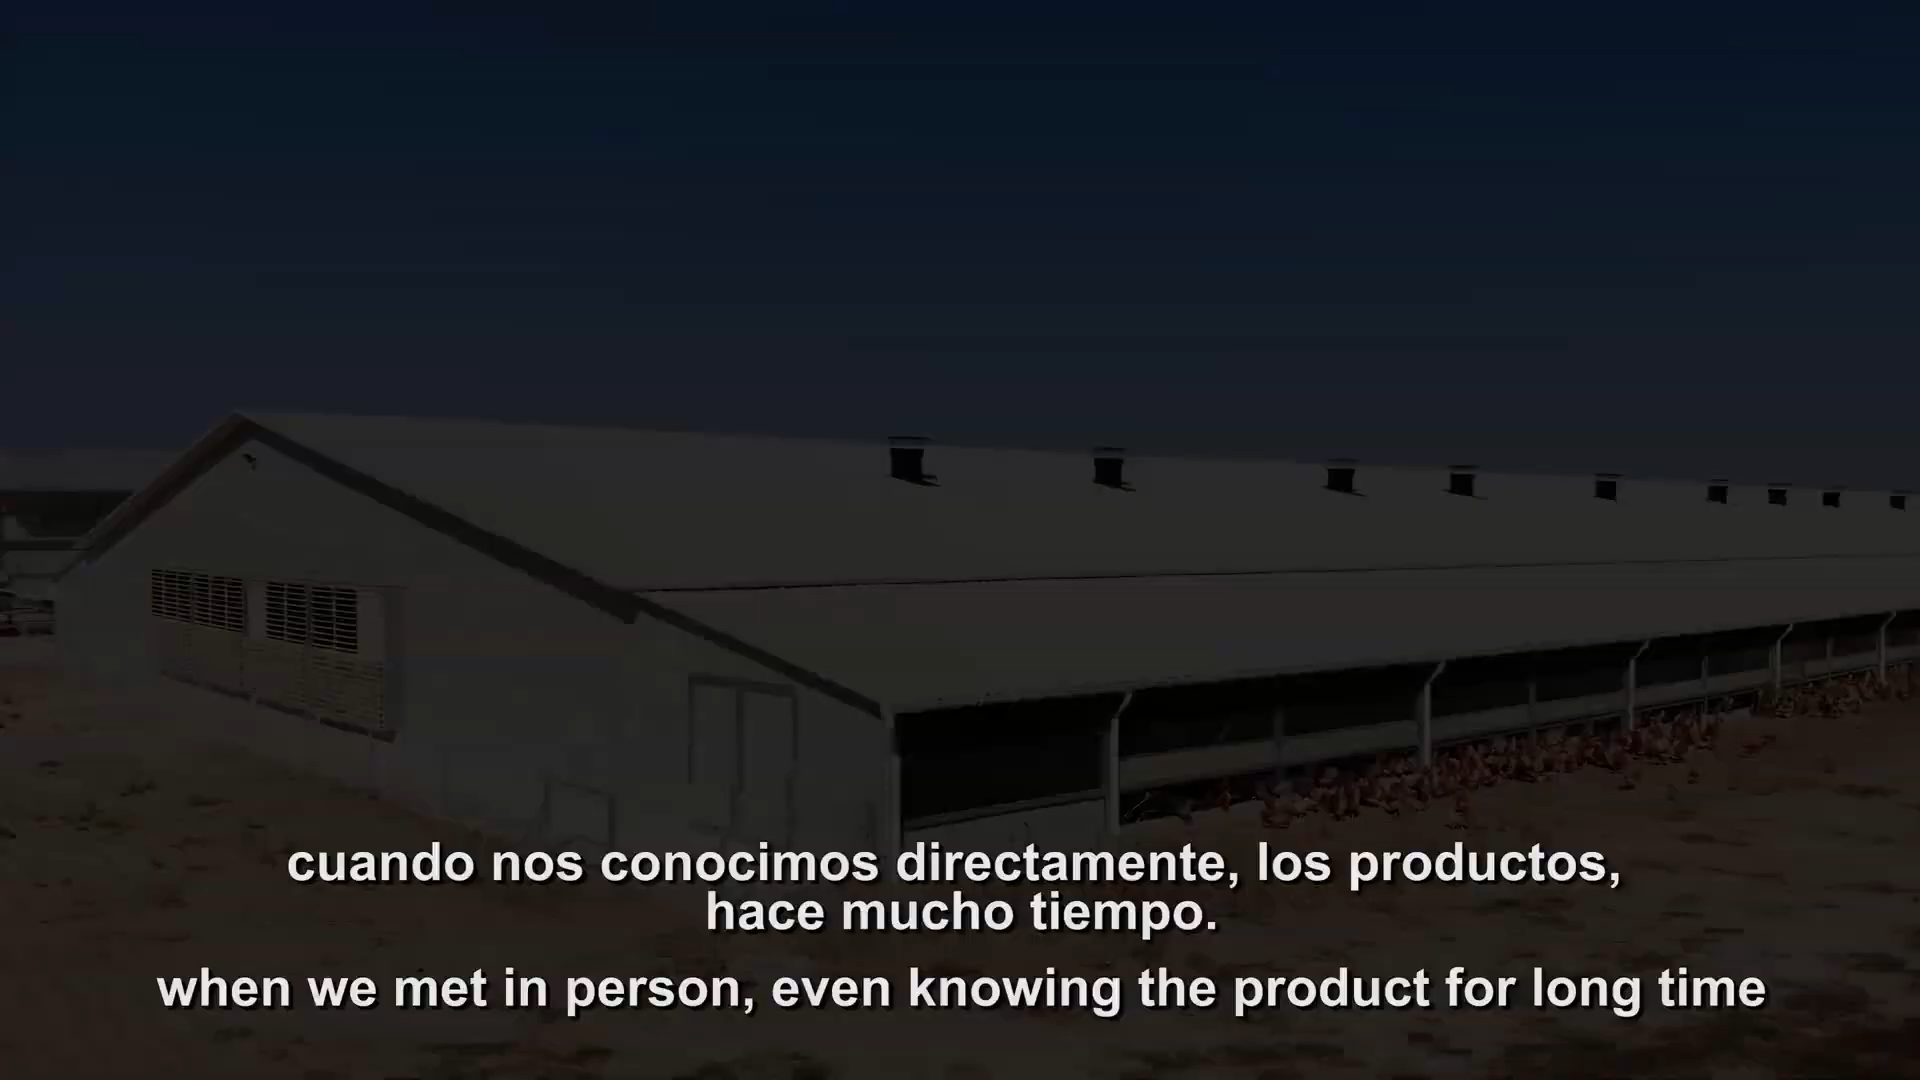 cuando nos conocimos directamente, los productos,
hace mucho tiempo.
when we met in person, even knowing the product for long time